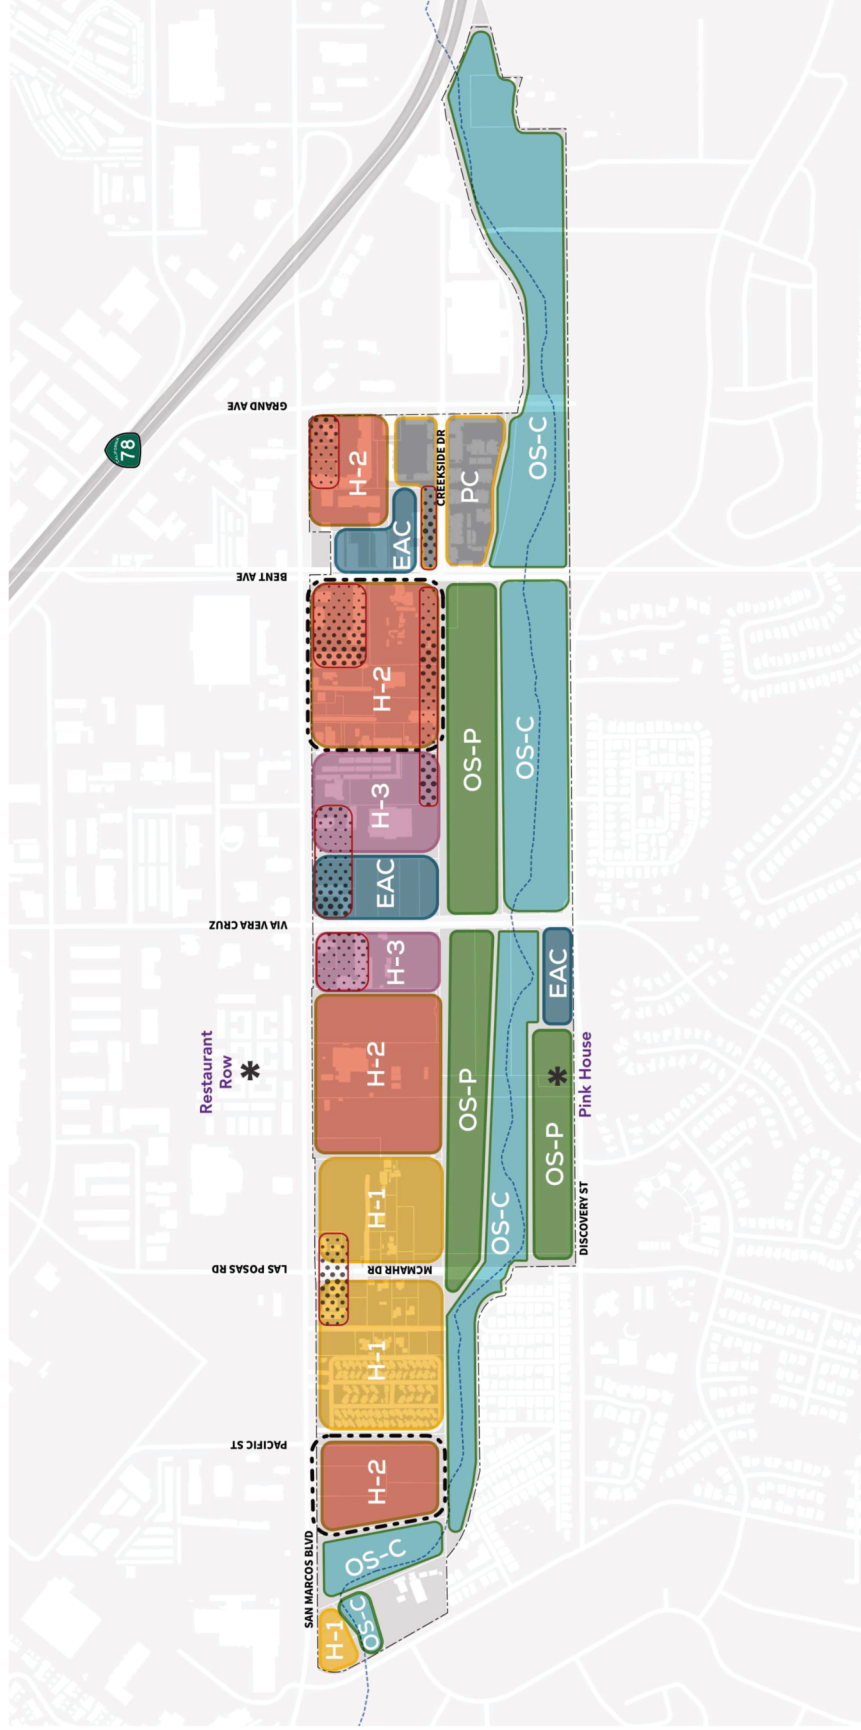 CALIFORNIA
78
GRAND AVE
H-2
CREEKSIDE DR
PC
OS-C
EAC
BENT AVE
H-2
OS-P
OS-C
H-3
EAC
VIA VERA CRUZ
H-3
EAC
Restaurant
Row
*
H-2
OS-P
*
Pink House
OS-P
H-1
OS-C
DISCOVERY ST
LAS POSAS RD
MCMAHR DR
H-1
PACIFIC ST
H-2
SAN MARCOS BLVD
OS-C
H-1
OS-C